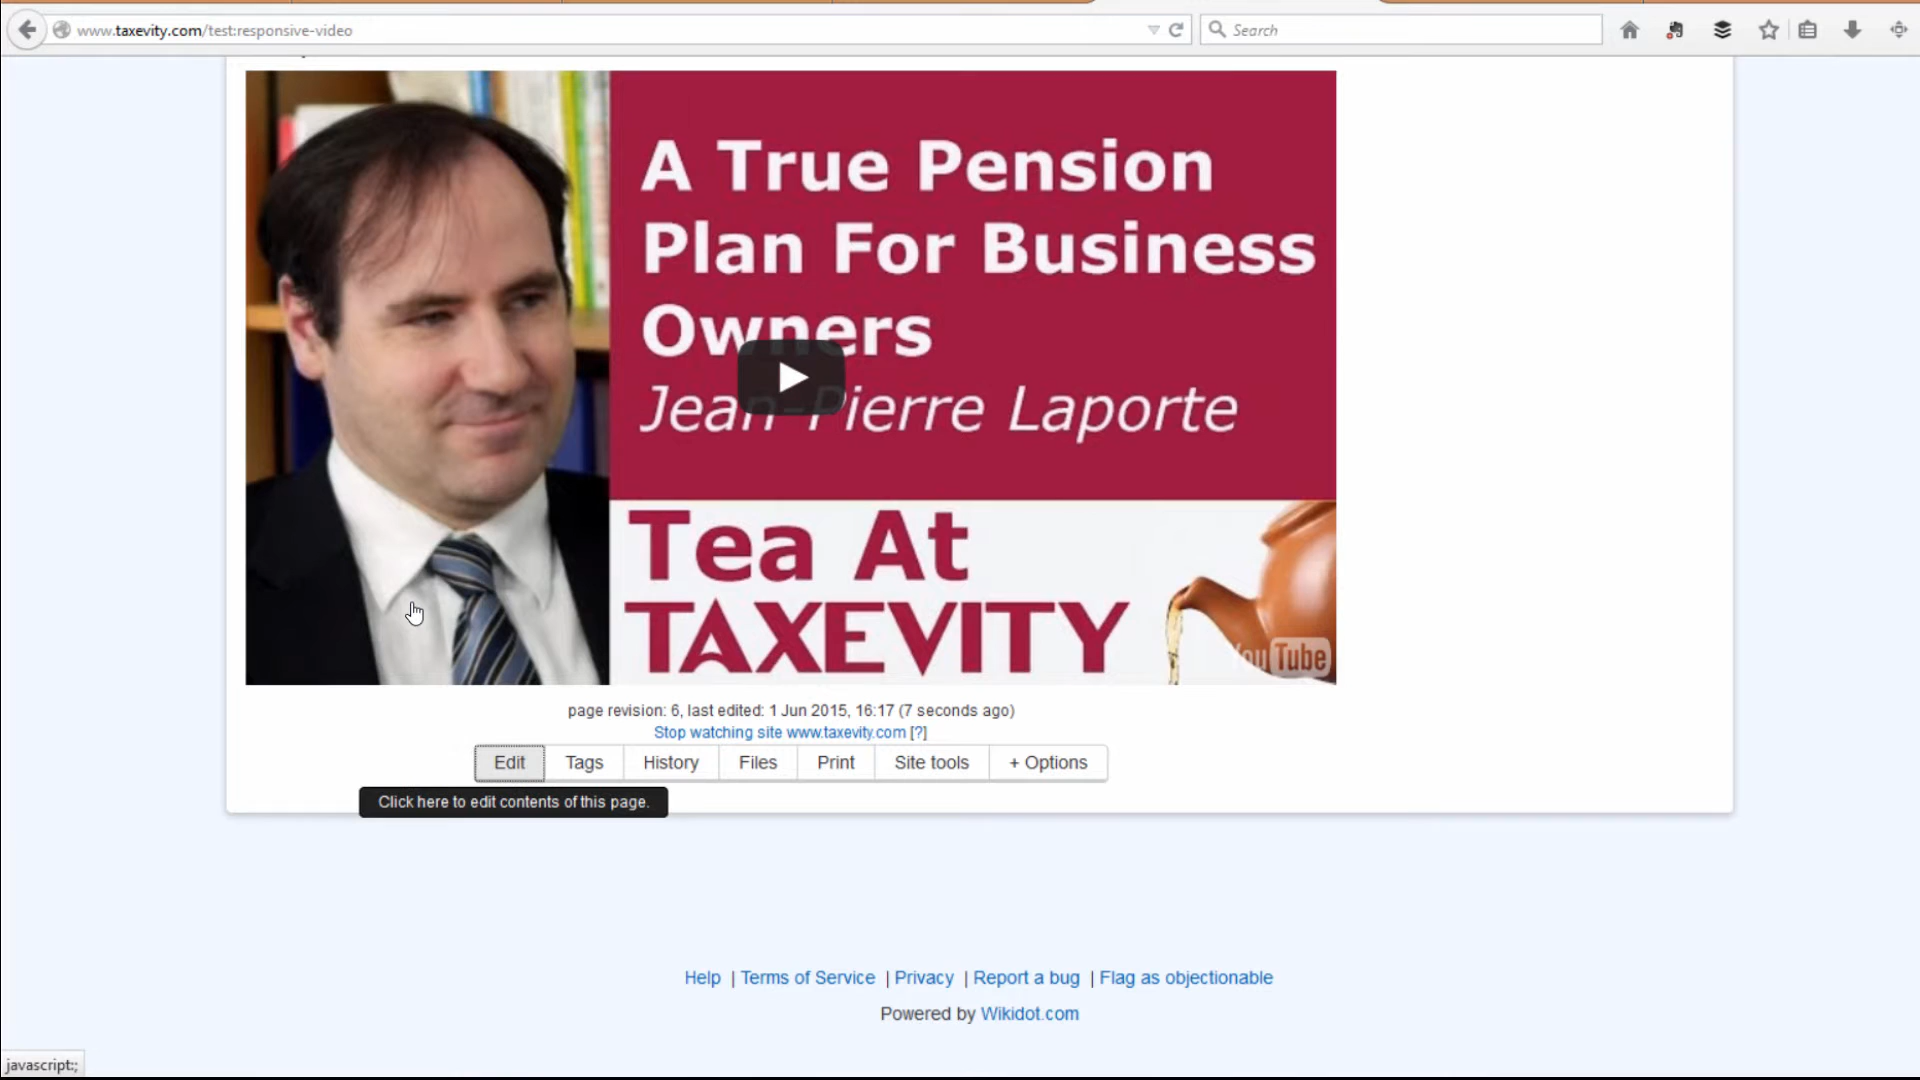 www.taxevity.com/test:responsive-video
Search
A True Pension
Plan For Business
Owners
Jean-Pierre Laporte
Tea At
TAXEVITY
YouTube
page revision: 6, last edited: 1 Jun 2015, 16:17 (7 seconds ago)
Stop watching site www.taxevity.com [?]
Edit Tags History Files Print Site tools + Options
Click here to edit contents of this page.
Help | Terms of Service | Privacy | Report a bug | Flag as objectionable
Powered by Wikidot.com
javascript:;